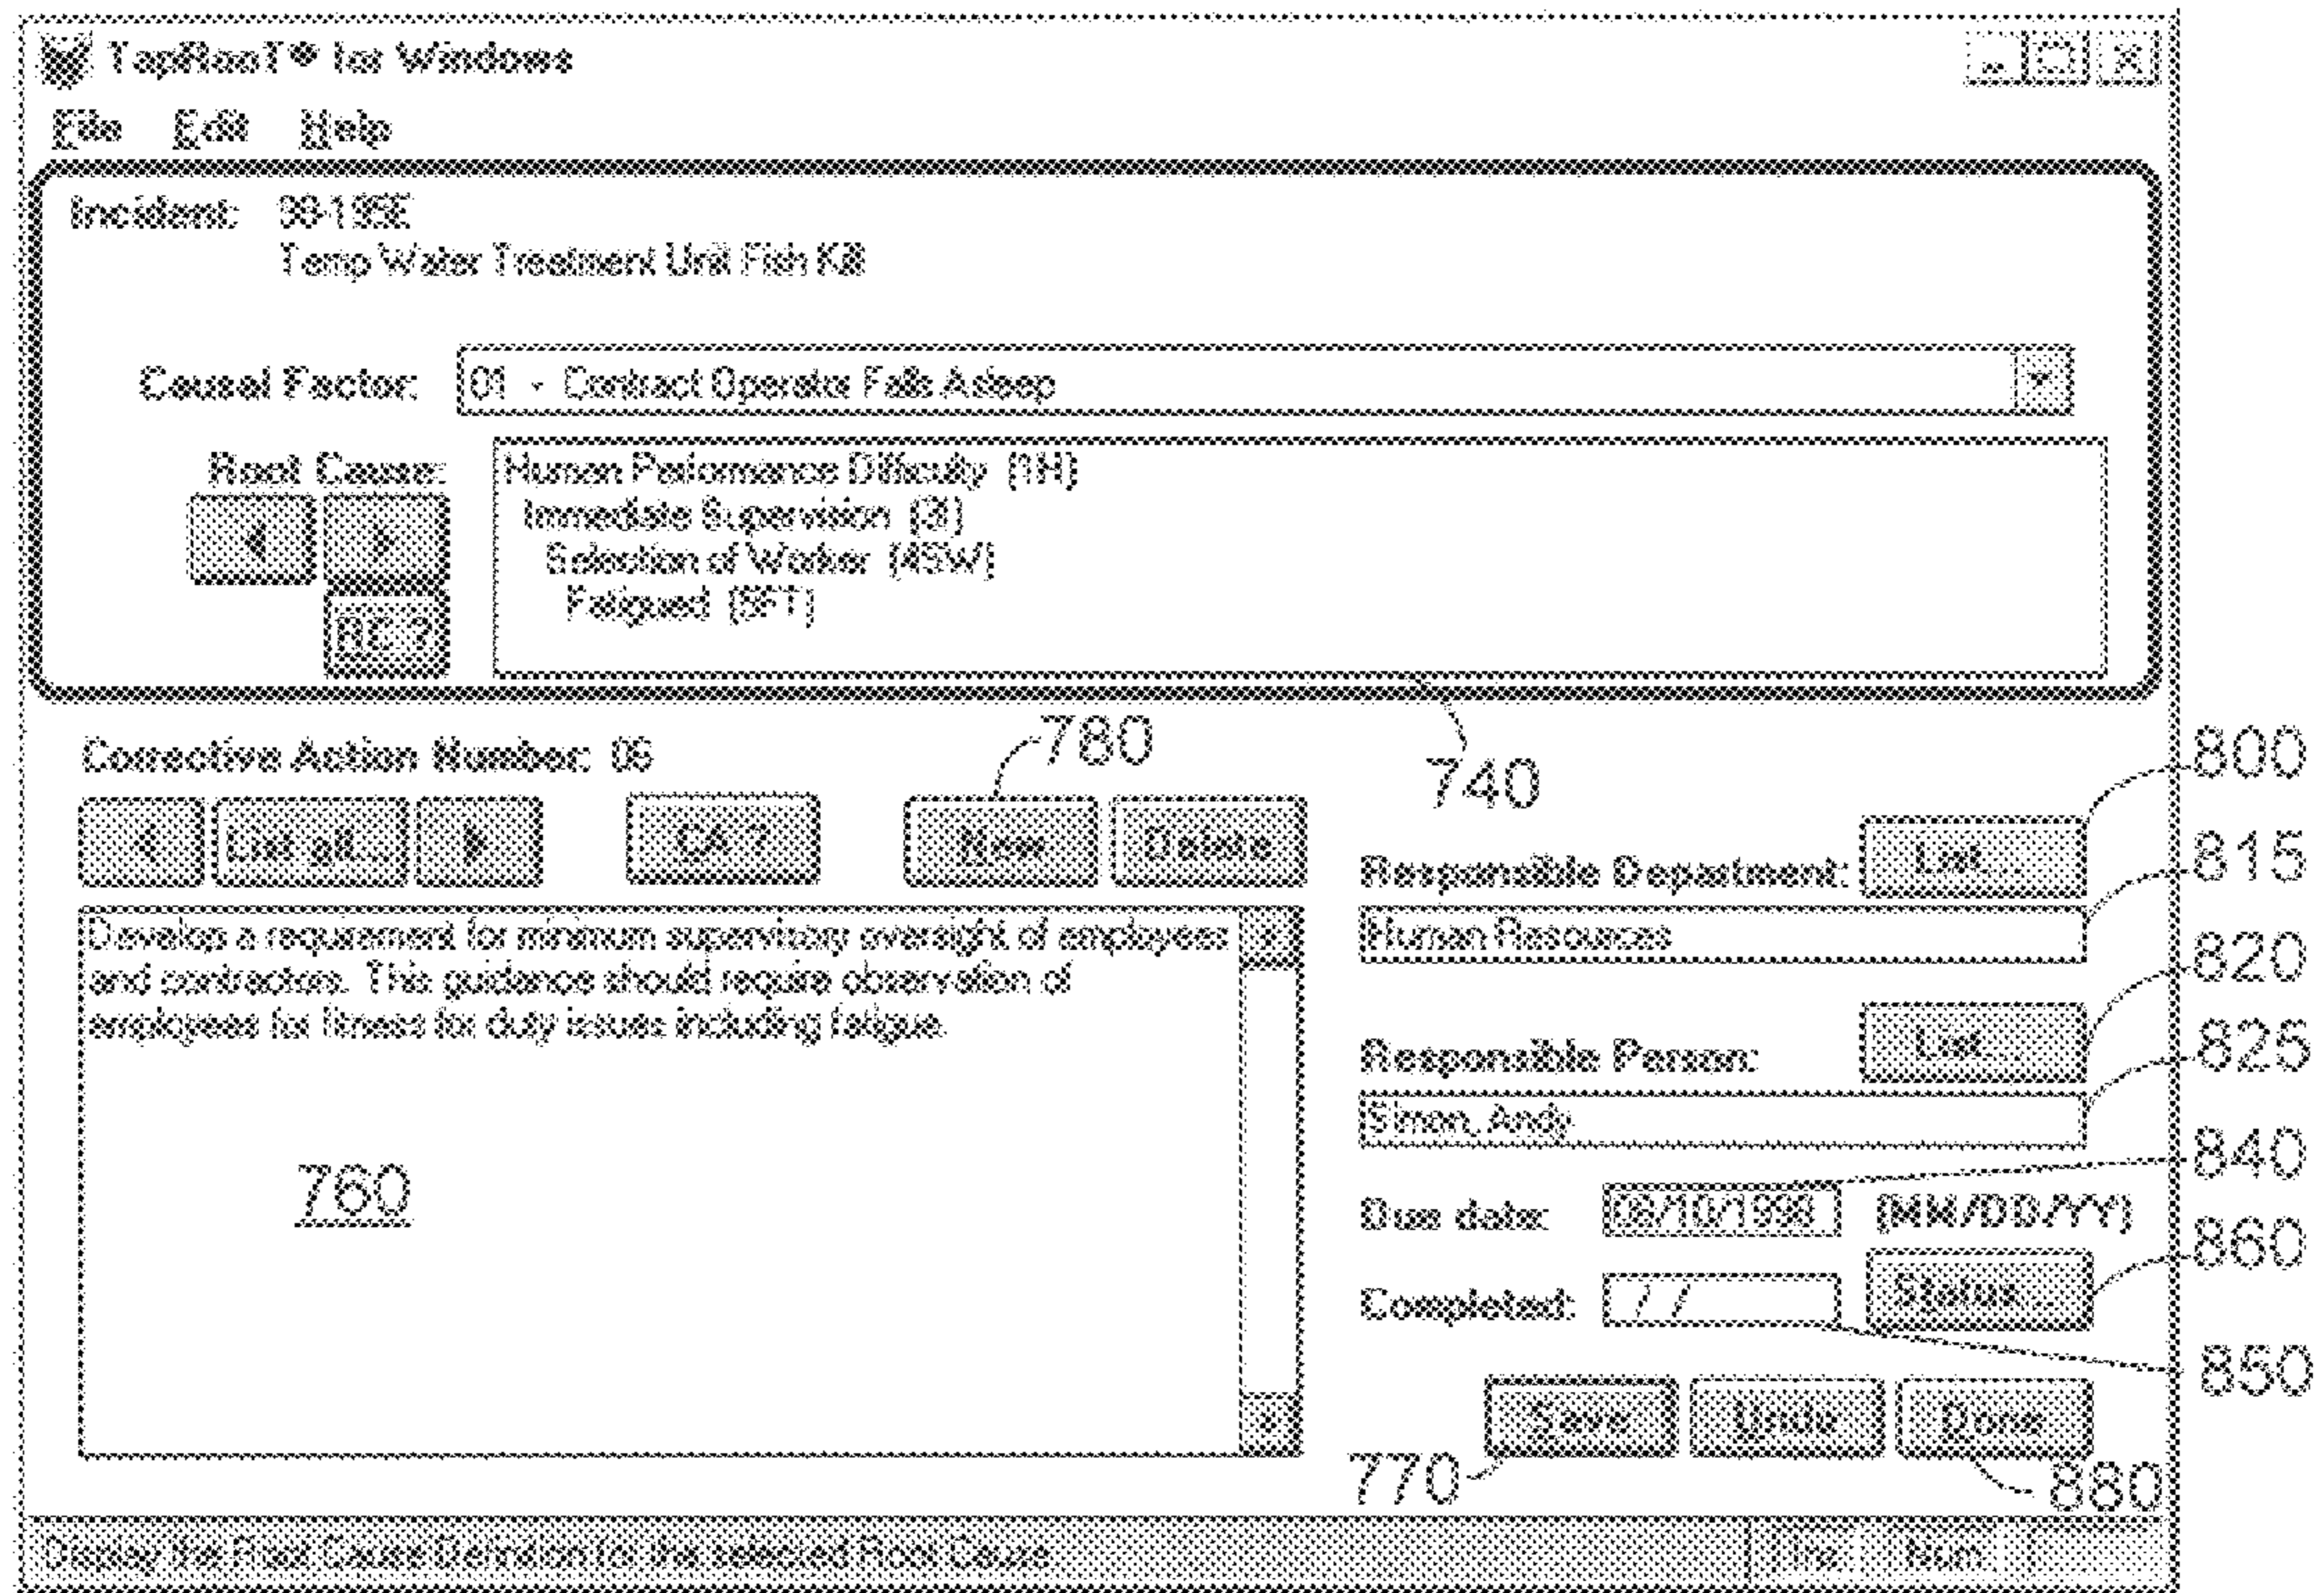 TapRooT® for Windows
File Edit Help
Incident:
Temp Water Treatment Unit Fish Kill
Causal Factor: 01 - Contract Operator Falls Asleep
Root Cause: Human Performance Difficulty (1H)
Immediate Supervision (3I)
Selection of Worker (4SW)
Fatigued (5FT)
RC ?
740
Corrective Action Number: 05
780
List all... CA ? New Delete
Develop a requirement for minimum supervisory oversight of employees
and contractors. This guidance should require observation of
employees for fitness for duty issues including fatigue.
760
800
Responsible Department: List...
815
Human Resources
820
Responsible Person: List...
825
Simon, Andy
840
Due date: (MM/DD/YY)
860
Completed: / / Status...
850
Save Undo Done
770
880
Display the Root Cause Definition for the selected Root Cause
Ins Num